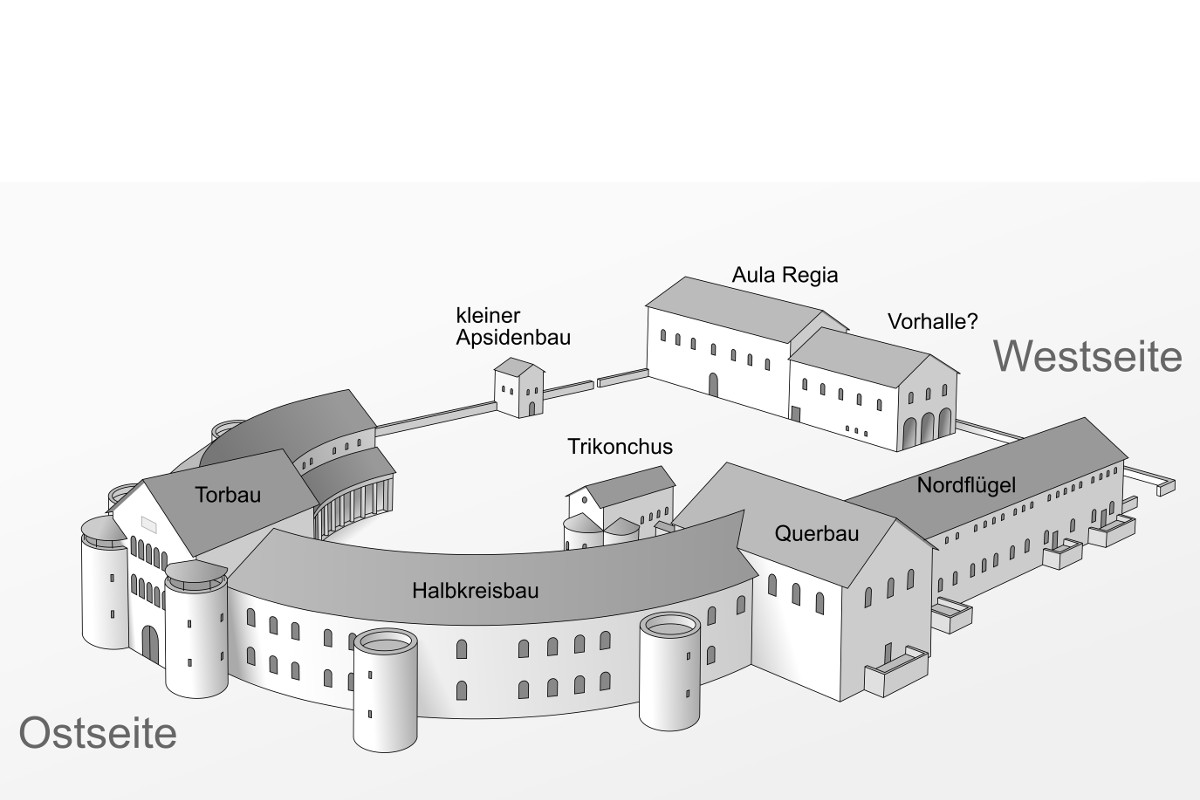 Aula Regia
kleiner
Apsidenbau
Vorhalle?
Westseite
Trikonchus
Torbau
Nordflügel
Querbau
Halbkreisbau
Ostseite